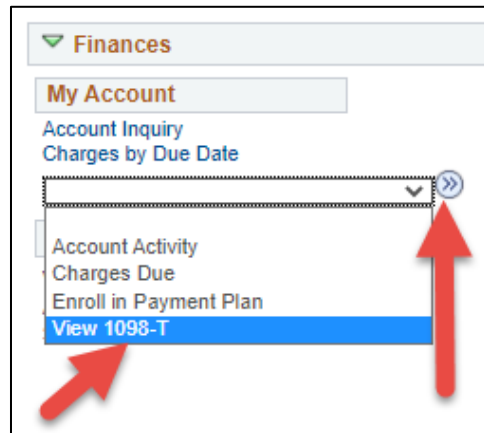 Finances
My Account
Account Inquiry
Charges by Due Date
Account Activity
Charges Due
Enroll in Payment Plan
View 1098-T